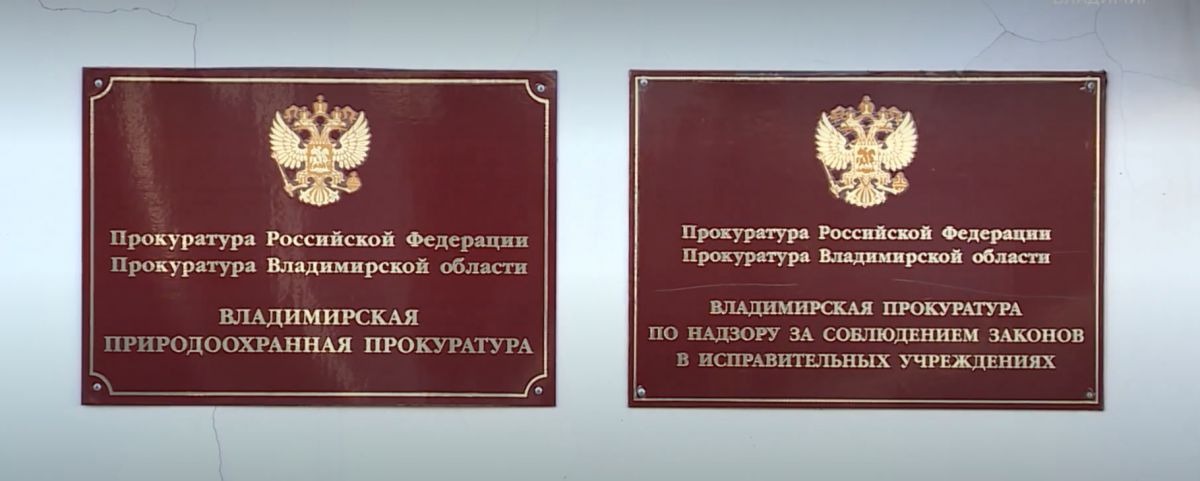 ВЛАДИМИР
Прокуратура Российской Федерации
Прокуратура Владимирской области
ВЛАДИМИРСКАЯ
ПРИРОДООХРАННАЯ ПРОКУРАТУРА
Прокуратура Российской Федерации
Прокуратура Владимирской области
ВЛАДИМИРСКАЯ ПРОКУРАТУРА
ПО НАДЗОРУ ЗА СОБЛЮДЕНИЕМ ЗАКОНОВ
В ИСПРАВИТЕЛЬНЫХ УЧРЕЖДЕНИЯХ